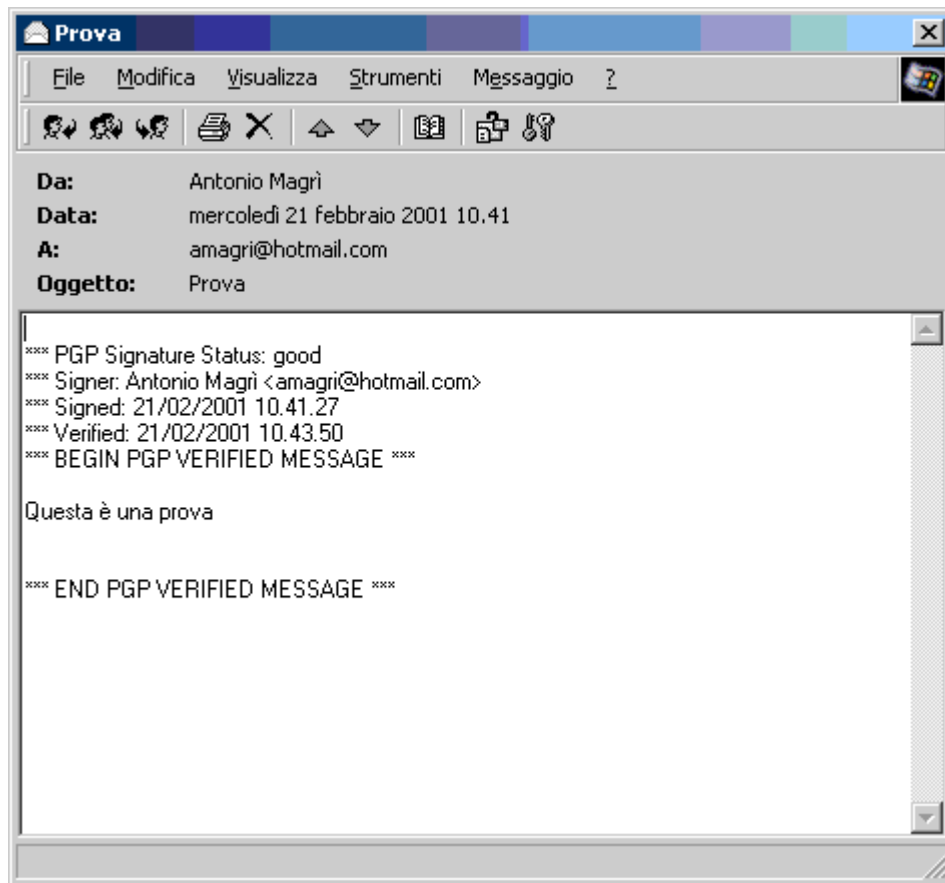 Prova
File Modifica Visualizza Strumenti Messaggio ?
Da: Antonio Magrì
Data: mercoledì 21 febbraio 2001 10.41
A: amagri@hotmail.com
Oggetto: Prova
*** PGP Signature Status: good
*** Signer: Antonio Magrì <amagri@hotmail.com>
*** Signed: 21/02/2001 10.41.27
*** Verified: 21/02/2001 10.43.50
*** BEGIN PGP VERIFIED MESSAGE ***
Questa è una prova
*** END PGP VERIFIED MESSAGE ***